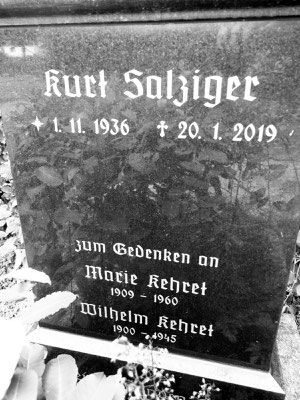 Kurt Salziger
✦ 1. 11. 1936 ✝ 20. 1. 2019
zum Gedenken an
Marie Kehret
1909 - 1960
Wilhelm Kehret
1900 - 1945